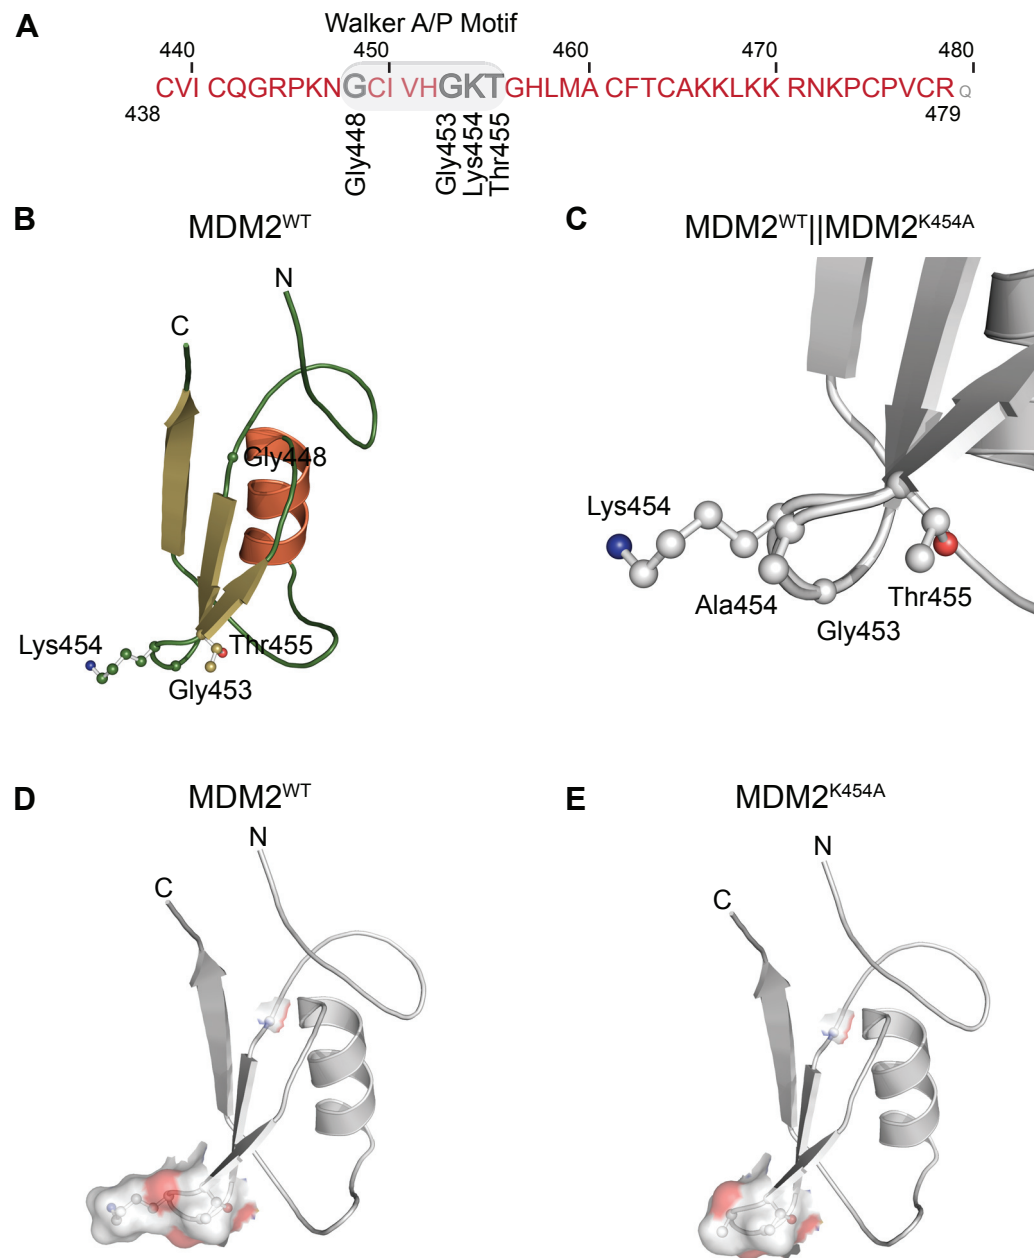 A
Walker A/P Motif
440 450 460 470 480
CVI CQGRPKNGCI VHGKTGHLMA CFTCAKKLKK RNKPCPVCR Q
438 479
Gly448
Gly453
Lys454
Thr455
B
MDM2WT
N
C
Gly448
Lys454
Thr455
Gly453
C
MDM2WT||MDM2K454A
Lys454
Ala454
Thr455
Gly453
D
MDM2WT
N
C
E
MDM2K454A
N
C